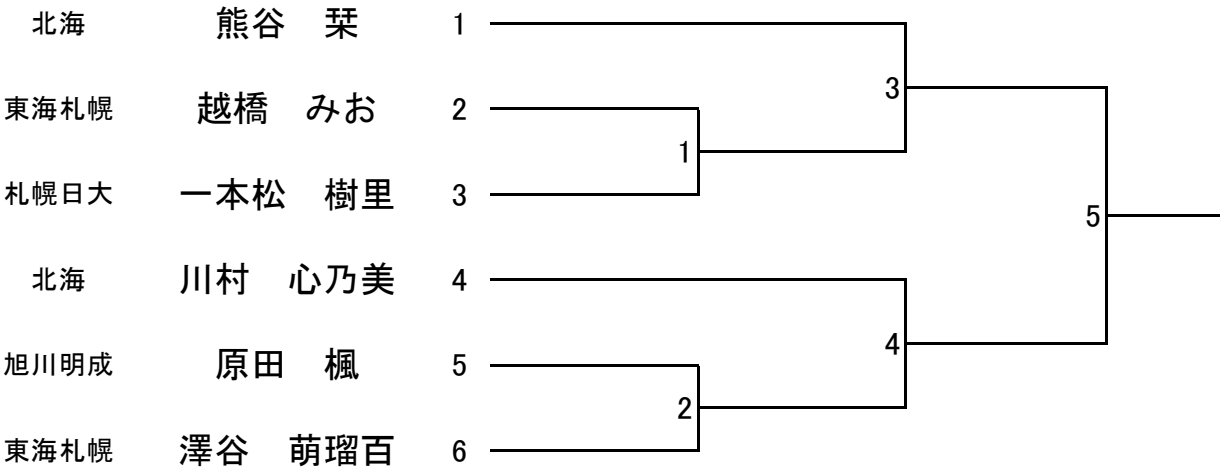 北海 熊谷 栞 1
3
東海札幌 越橋 みお 2
1
札幌日大 一本松 樹里 3
5
北海 川村 心乃美 4
4
旭川明成 原田 楓 5
2
東海札幌 澤谷 萌瑠百 6